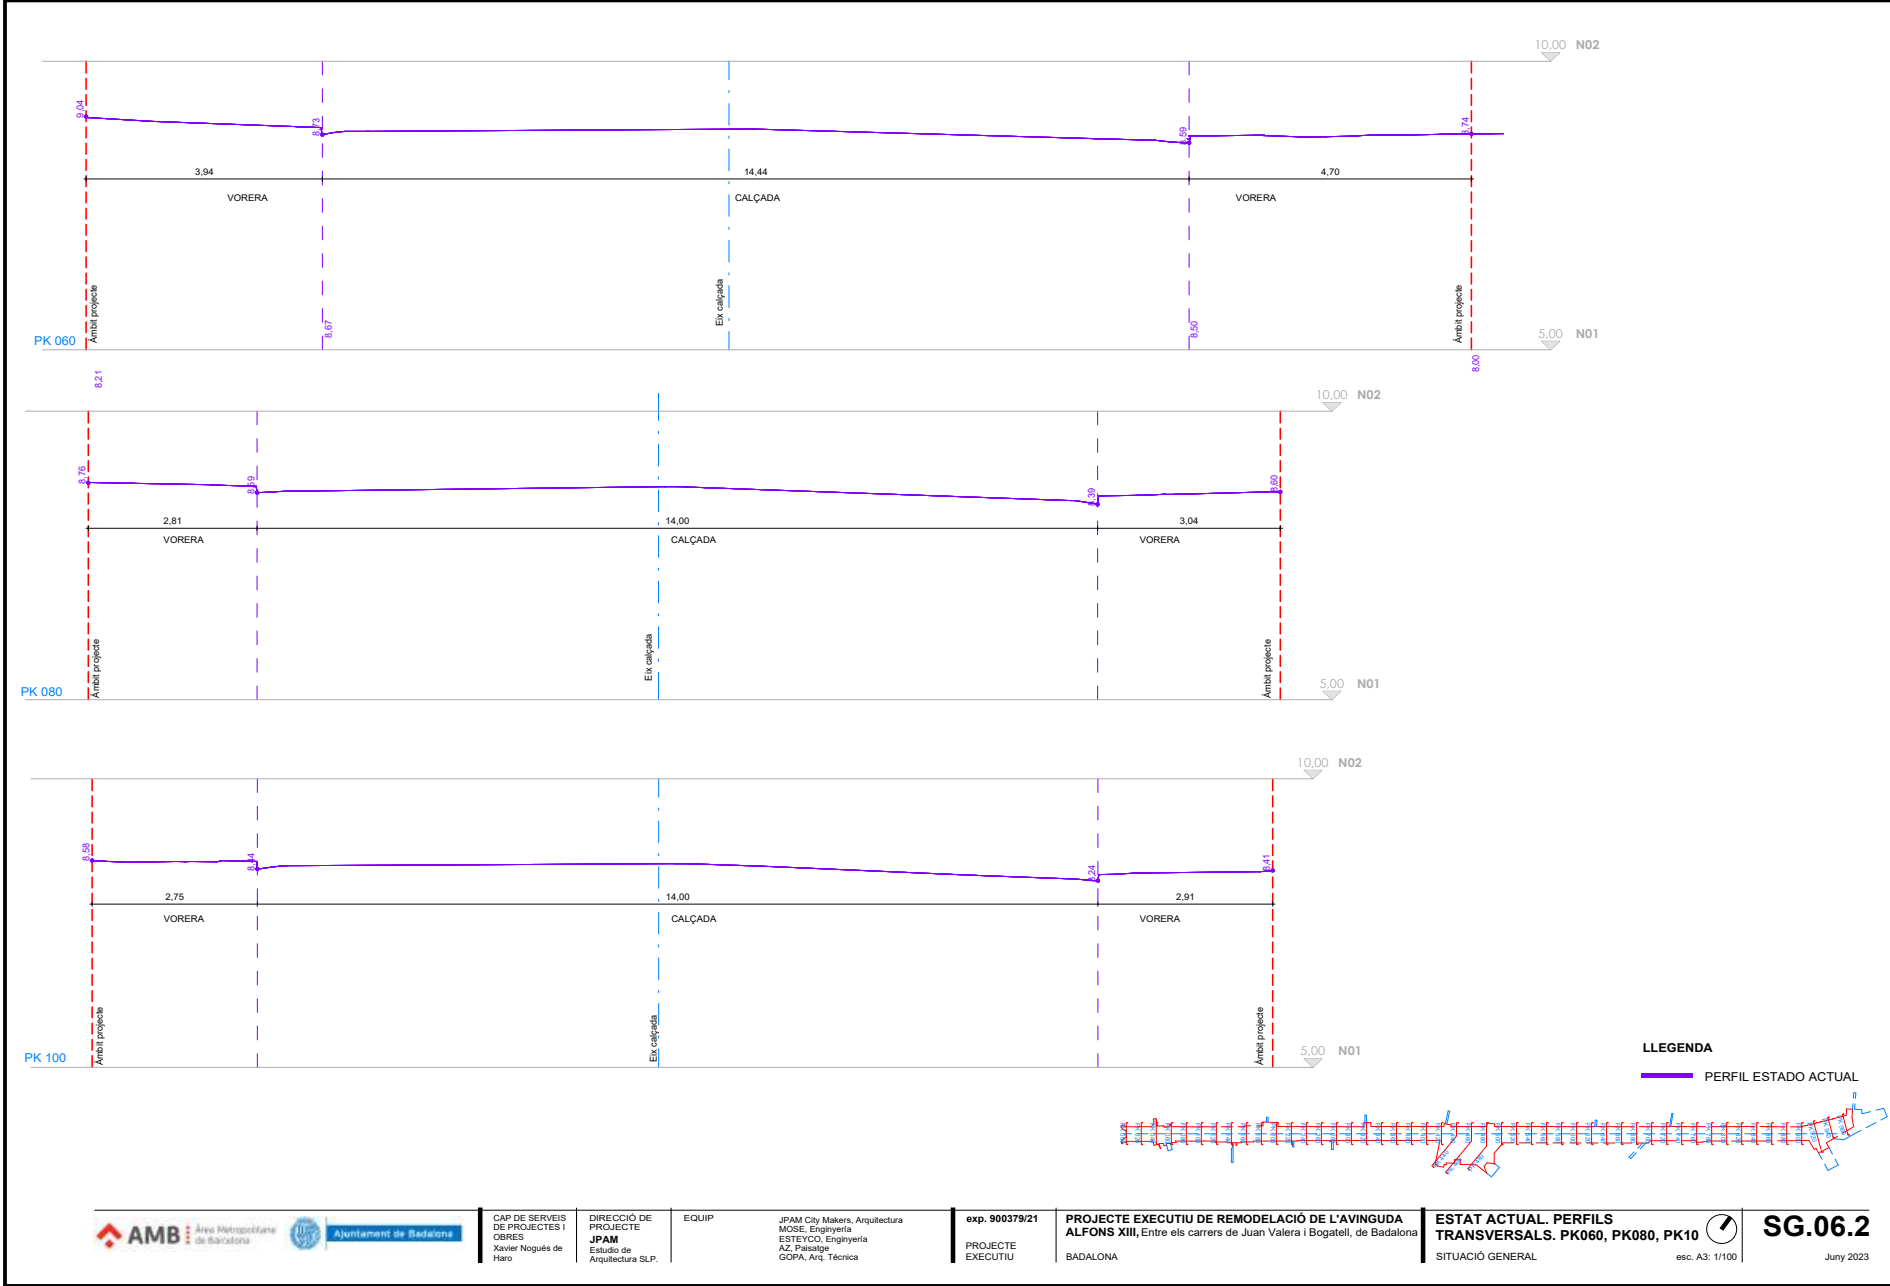 10,00 N02
9,04
8,73
8,59
8,74
3,94
14,44
4,70
VORERA
CALÇADA
VORERA
Àmbit projecte
8,67
Eix calçada
8,50
Àmbit projecte
PK 060
5,00 N01
8,21
8,00
10,00 N02
8,76
8,59
8,39
8,60
2,81
14,00
3,04
VORERA
CALÇADA
VORERA
Àmbit projecte
Eix calçada
Àmbit projecte
PK 080
5,00 N01
10,00 N02
8,58
8,44
8,24
8,41
2,75
14,00
2,91
VORERA
CALÇADA
VORERA
Àmbit projecte
Eix calçada
Àmbit projecte
PK 100
5,00 N01
LLEGENDA
PERFIL ESTADO ACTUAL
AMB Àrea Metropolitana
de Barcelona
Ajuntament de Badalona
CAP DE SERVEIS
DE PROJECTES I
OBRES
Xavier Nogués de
Haro
DIRECCIÓ DE
PROJECTE
JPAM
Estudio de
Arquitectura SLP.
EQUIP
JPAM City Makers, Arquitectura
MOSE, Enginyería
ESTEYCO, Enginyería
AZ, Paisatge
GOPA, Arq. Tècnica
exp. 900379/21
PROJECTE
EXECUTIU
PROJECTE EXECUTIU DE REMODELACIÓ DE L'AVINGUDA
ALFONS XIII, Entre els carrers de Juan Valera i Bogatell, de Badalona
BADALONA
ESTAT ACTUAL. PERFILS
TRANSVERSALS. PK060, PK080, PK10
SITUACIÓ GENERAL
esc. A3: 1/100
SG.06.2
Juny 2023